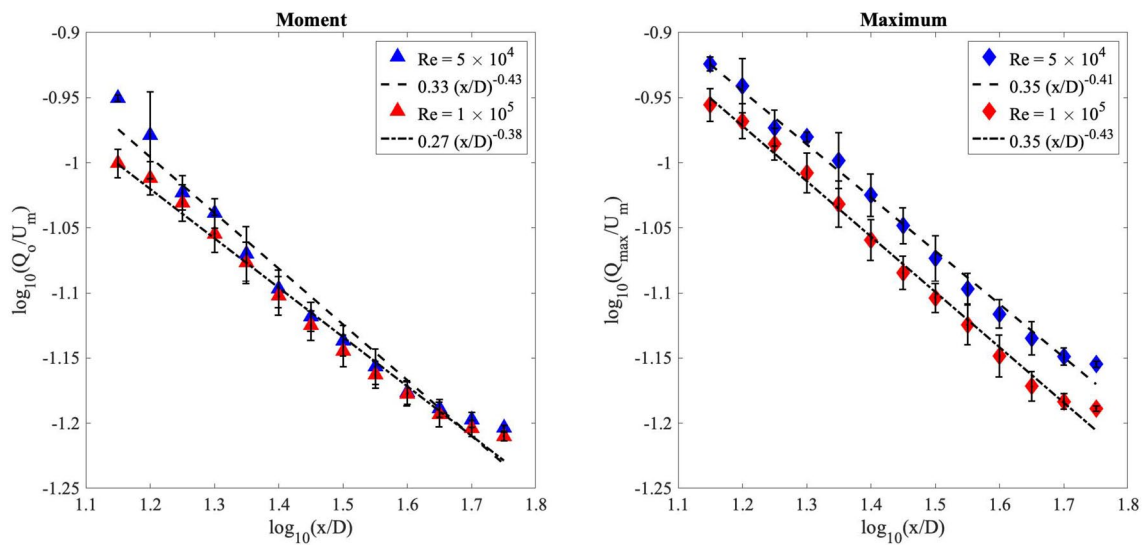 Moment
-0.9
-0.95
-1
-1.05
-1.1
-1.15
-1.2
-1.25
log10(Qo/Um)
1.1 1.2 1.3 1.4 1.5 1.6 1.7 1.8
log10(x/D)
Re = 5 × 10^4
0.33 (x/D)^-0.43
Re = 1 × 10^5
0.27 (x/D)^-0.38
Maximum
-0.9
-0.95
-1
-1.05
-1.1
-1.15
-1.2
-1.25
log10(Qmax/Um)
1.1 1.2 1.3 1.4 1.5 1.6 1.7 1.8
log10(x/D)
Re = 5 × 10^4
0.35 (x/D)^-0.41
Re = 1 × 10^5
0.35 (x/D)^-0.43